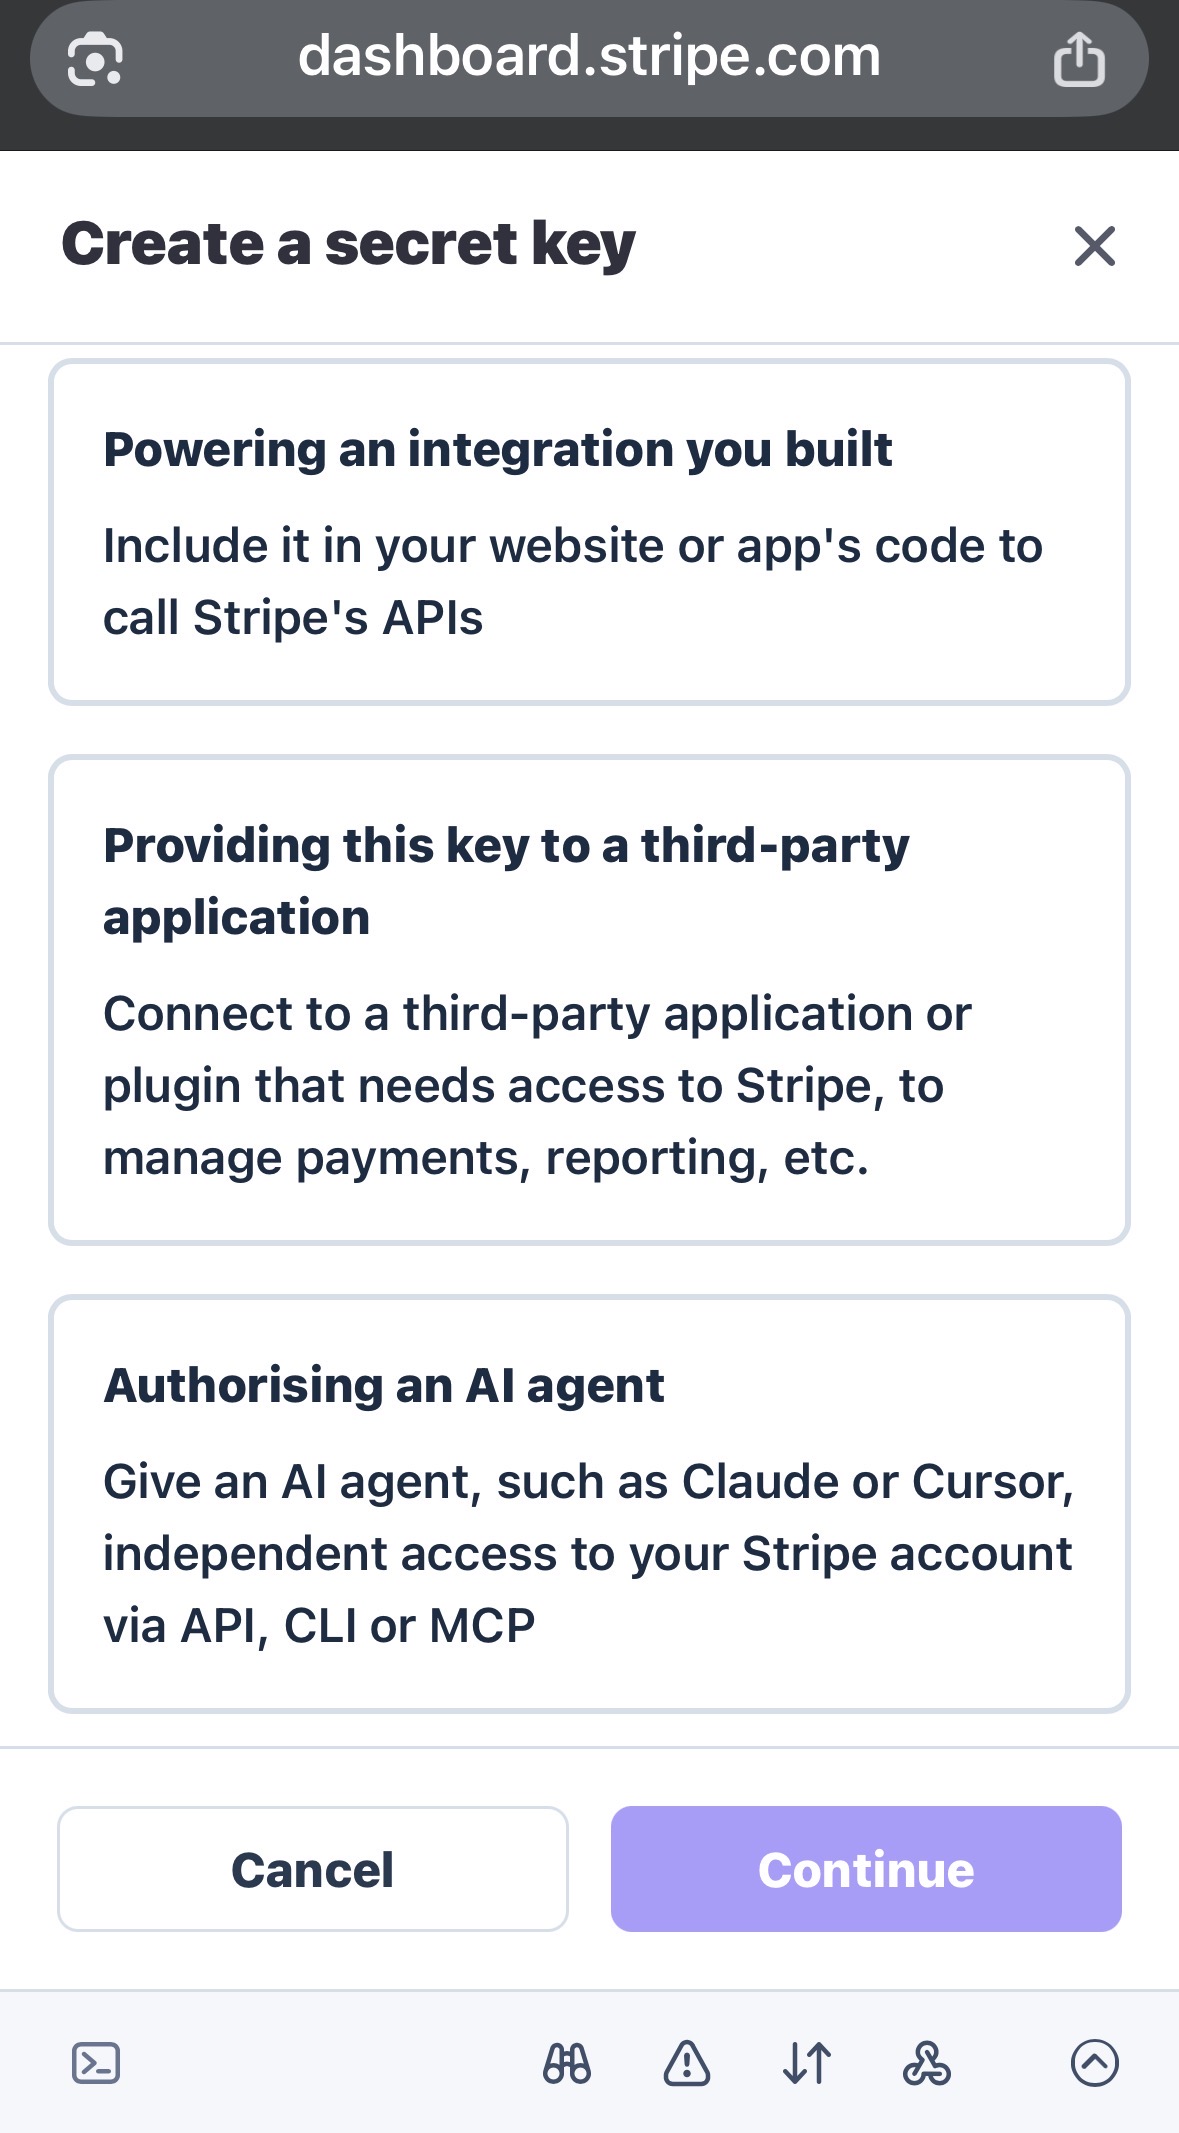 dashboard.stripe.com
Create a secret key
Powering an integration you built
Include it in your website or app's code to
call Stripe's APIs
Providing this key to a third-party
application
Connect to a third-party application or
plugin that needs access to Stripe, to
manage payments, reporting, etc.
Authorising an AI agent
Give an AI agent, such as Claude or Cursor,
independent access to your Stripe account
via API, CLI or MCP
Cancel
Continue